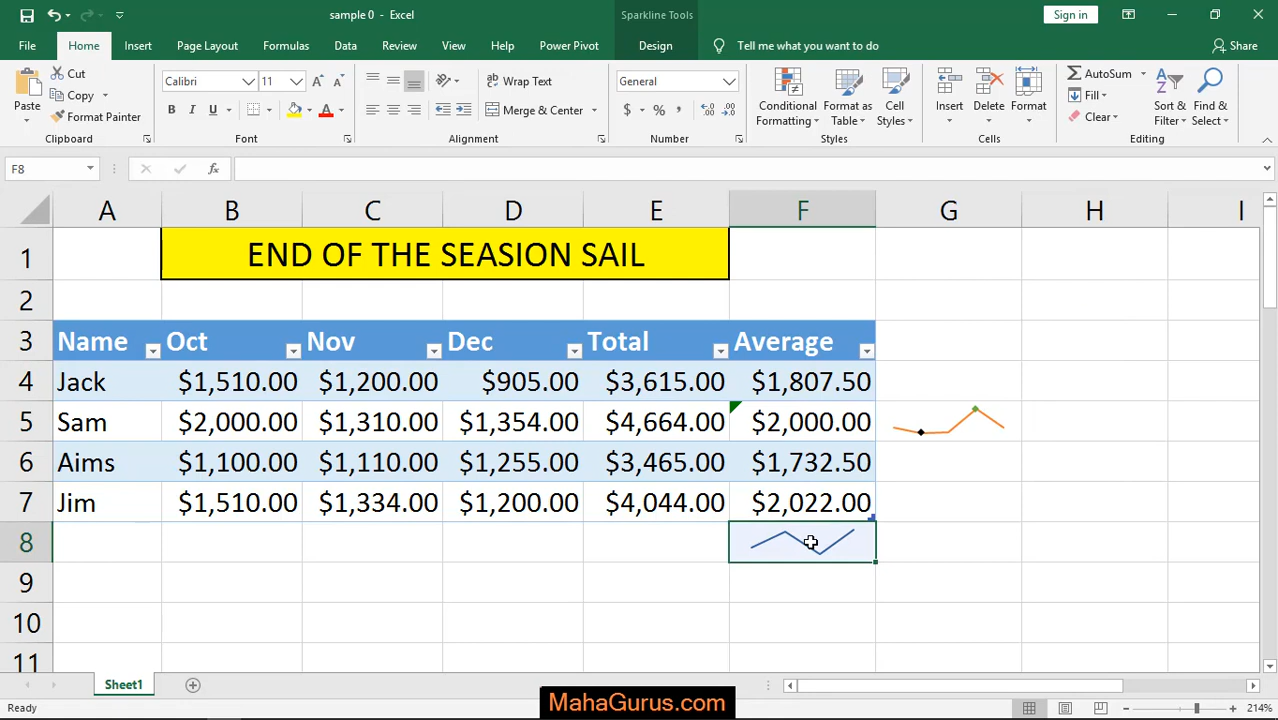 sample 0 - Excel
Sparkline Tools
Sign in
File Home Insert Page Layout Formulas Data Review View Help Power Pivot Design Tell me what you want to do Share
Paste
Cut
Copy
Format Painter
Clipboard
Calibri 11
B I U A
Font
ab Wrap Text
Merge & Center
Alignment
General
$ % ,
Number
Conditional Formatting
Format as Table
Cell Styles
Styles
Insert Delete Format
Cells
AutoSum
Fill
Clear
Sort & Filter
Find & Select
Editing
F8 fx
A B C D E F G H I
1 END OF THE SEASION SAIL
2
3 Name Oct Nov Dec Total Average
4 Jack $1,510.00 $1,200.00 $905.00 $3,615.00 $1,807.50
5 Sam $2,000.00 $1,310.00 $1,354.00 $4,664.00 $2,000.00
6 Aims $1,100.00 $1,110.00 $1,255.00 $3,465.00 $1,732.50
7 Jim $1,510.00 $1,334.00 $1,200.00 $4,044.00 $2,022.00
8
9
10
11
Sheet1
Ready
MahaGurus.com
214%